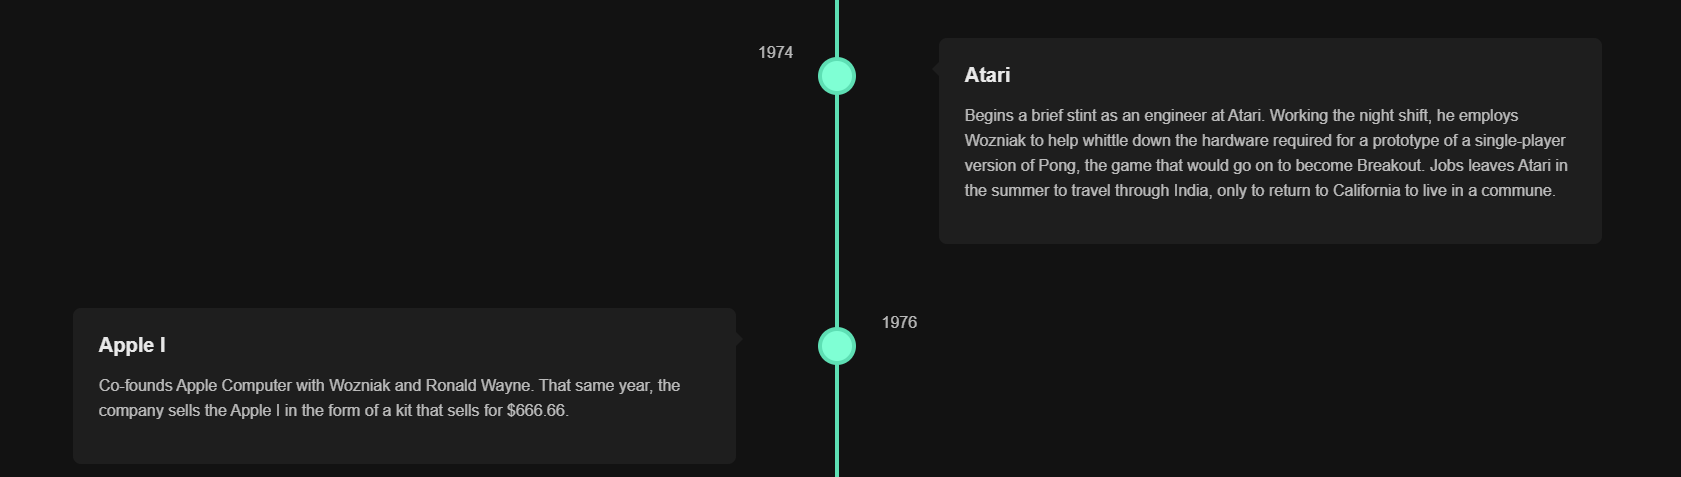 1974
Atari
Begins a brief stint as an engineer at Atari. Working the night shift, he employs
Wozniak to help whittle down the hardware required for a prototype of a single-player
version of Pong, the game that would go on to become Breakout. Jobs leaves Atari in
the summer to travel through India, only to return to California to live in a commune.
1976
Apple I
Co-founds Apple Computer with Wozniak and Ronald Wayne. That same year, the
company sells the Apple I in the form of a kit that sells for $666.66.